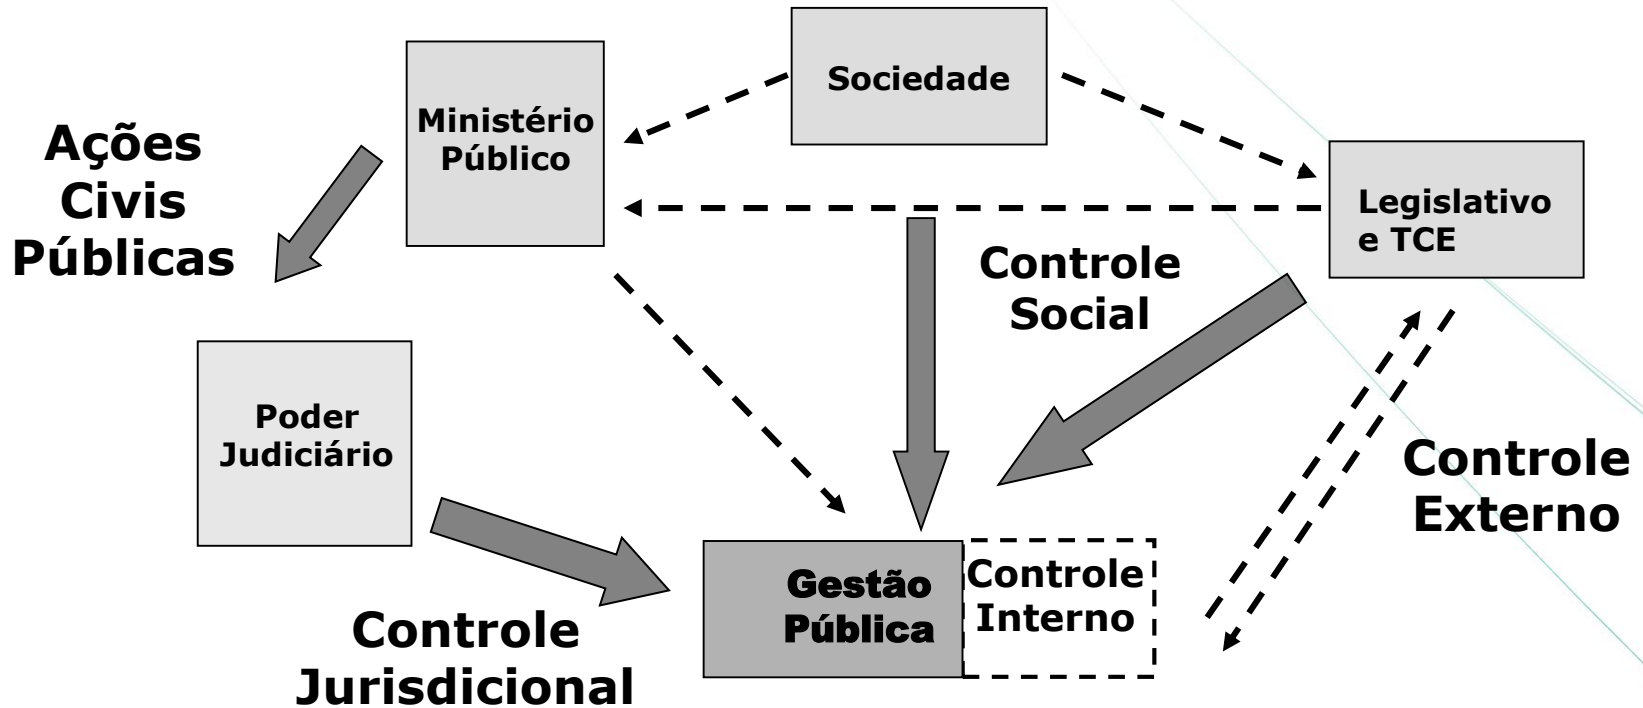 Sociedade
Ministério
Público
Ações
Civis
Públicas
Legislativo
e TCE
Controle
Social
Poder
Judiciário
Controle
Externo
Gestão
Pública
Controle
Interno
Controle
Jurisdicional